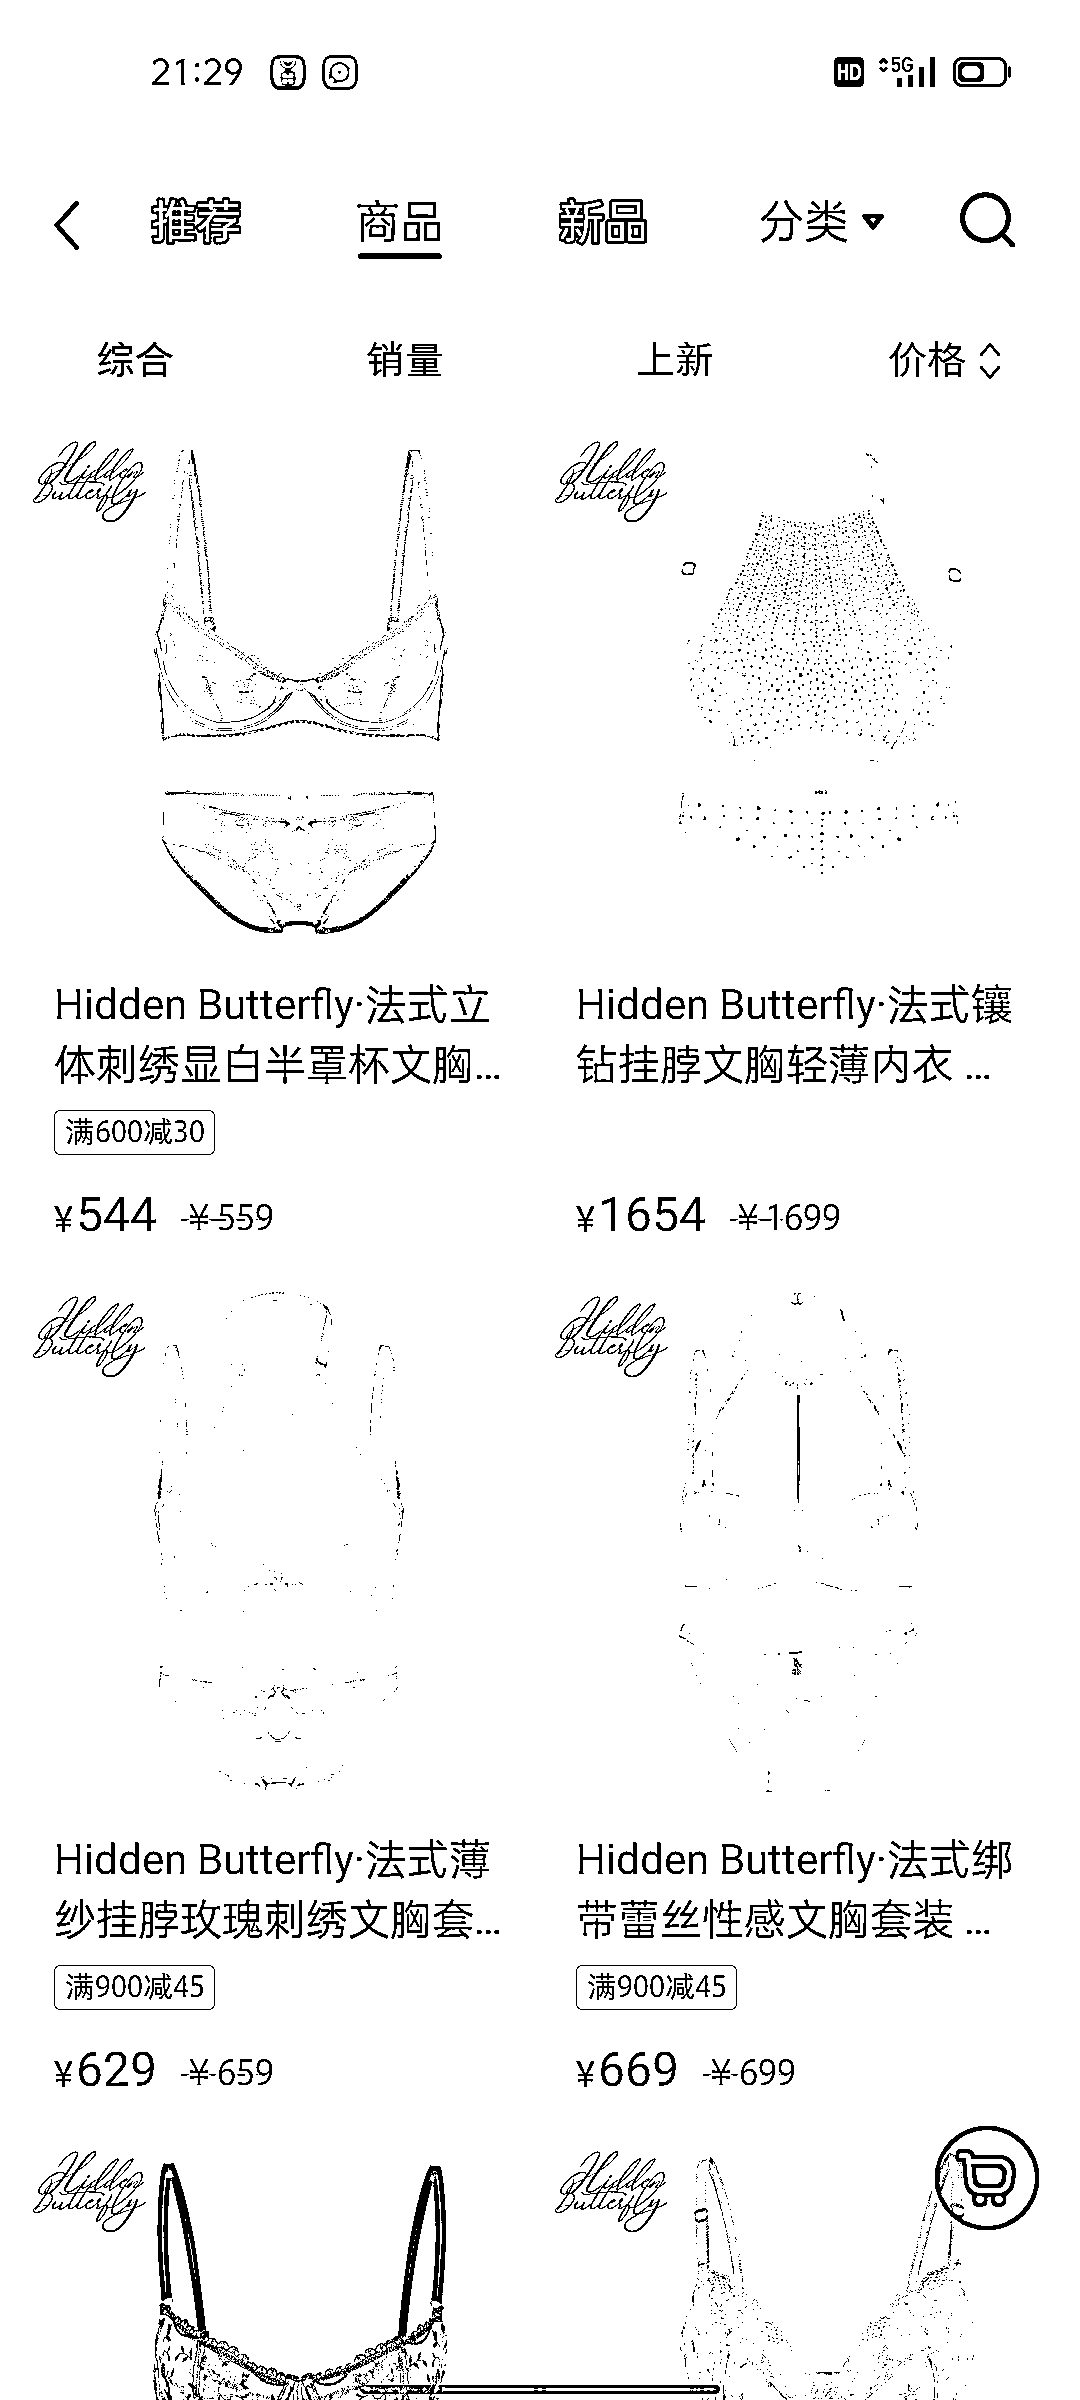 21:29
HD 5G
推荐 商品 新品 分类
综合 销量 上新 价格
Hidden Butterfly
Hidden Butterfly
Hidden Butterfly·法式立
体刺绣显白半罩杯文胸...
满600减30
¥544 ¥559
Hidden Butterfly·法式镶
钻挂脖文胸轻薄内衣 ...
¥1654 ¥1699
Hidden Butterfly
Hidden Butterfly
Hidden Butterfly·法式薄
纱挂脖玫瑰刺绣文胸套...
满900减45
¥629 ¥659
Hidden Butterfly·法式绑
带蕾丝性感文胸套装 ...
满900减45
¥669 ¥699
Hidden Butterfly
Hidden Butterfly